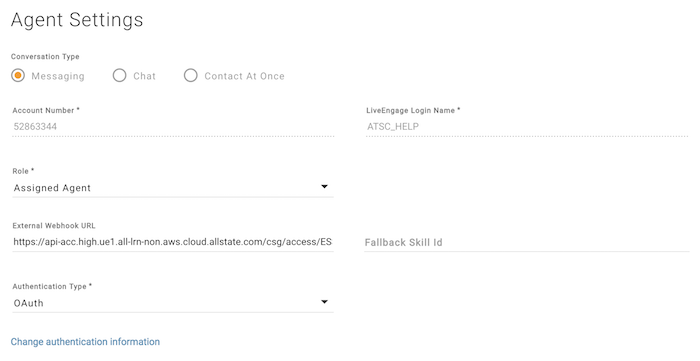 Agent Settings
Conversation Type
Messaging Chat Contact At Once
Account Number * LiveEngage Login Name *
52863344 ATSC_HELP
Role *
Assigned Agent
External Webhook URL
https://api-acc.high.ue1.all-lrn-non.aws.cloud.allstate.com/csg/access/ES Fallback Skill Id
Authentication Type *
OAuth
Change authentication information